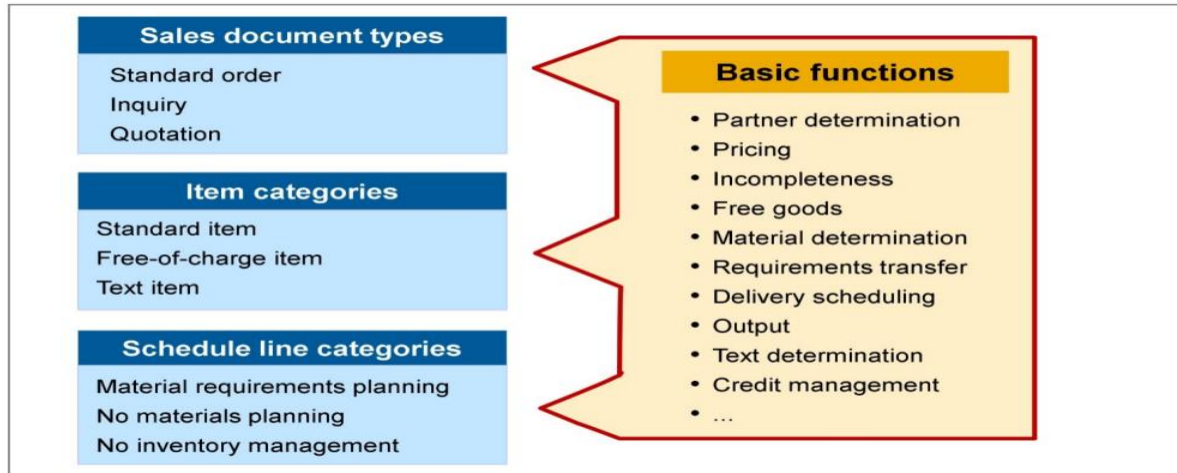 Sales document types
Standard order
Inquiry
Quotation
Item categories
Standard item
Free-of-charge item
Text item
Schedule line categories
Material requirements planning
No materials planning
No inventory management
Basic functions
• Partner determination
• Pricing
• Incompleteness
• Free goods
• Material determination
• Requirements transfer
• Delivery scheduling
• Output
• Text determination
• Credit management
• ...